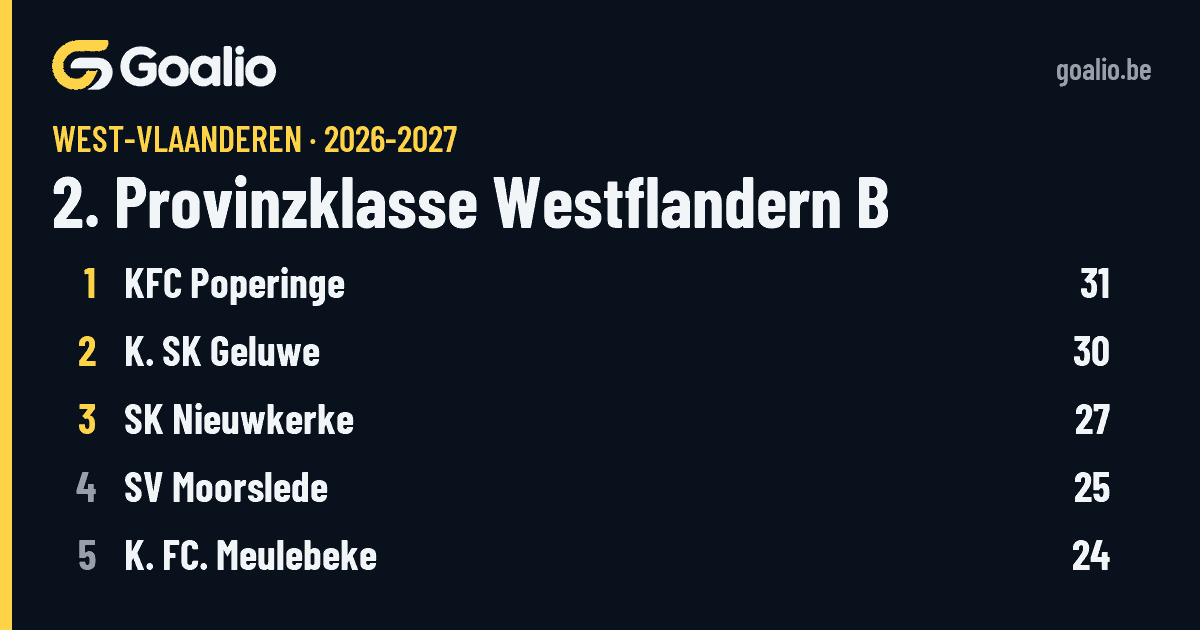 Goalio
goalio.be
WEST-VLAANDEREN · 2026-2027
2. Provinzklasse Westflandern B
1 KFC Poperinge 31
2 K. SK Geluwe 30
3 SK Nieuwkerke 27
4 SV Moorslede 25
5 K. FC. Meulebeke 24